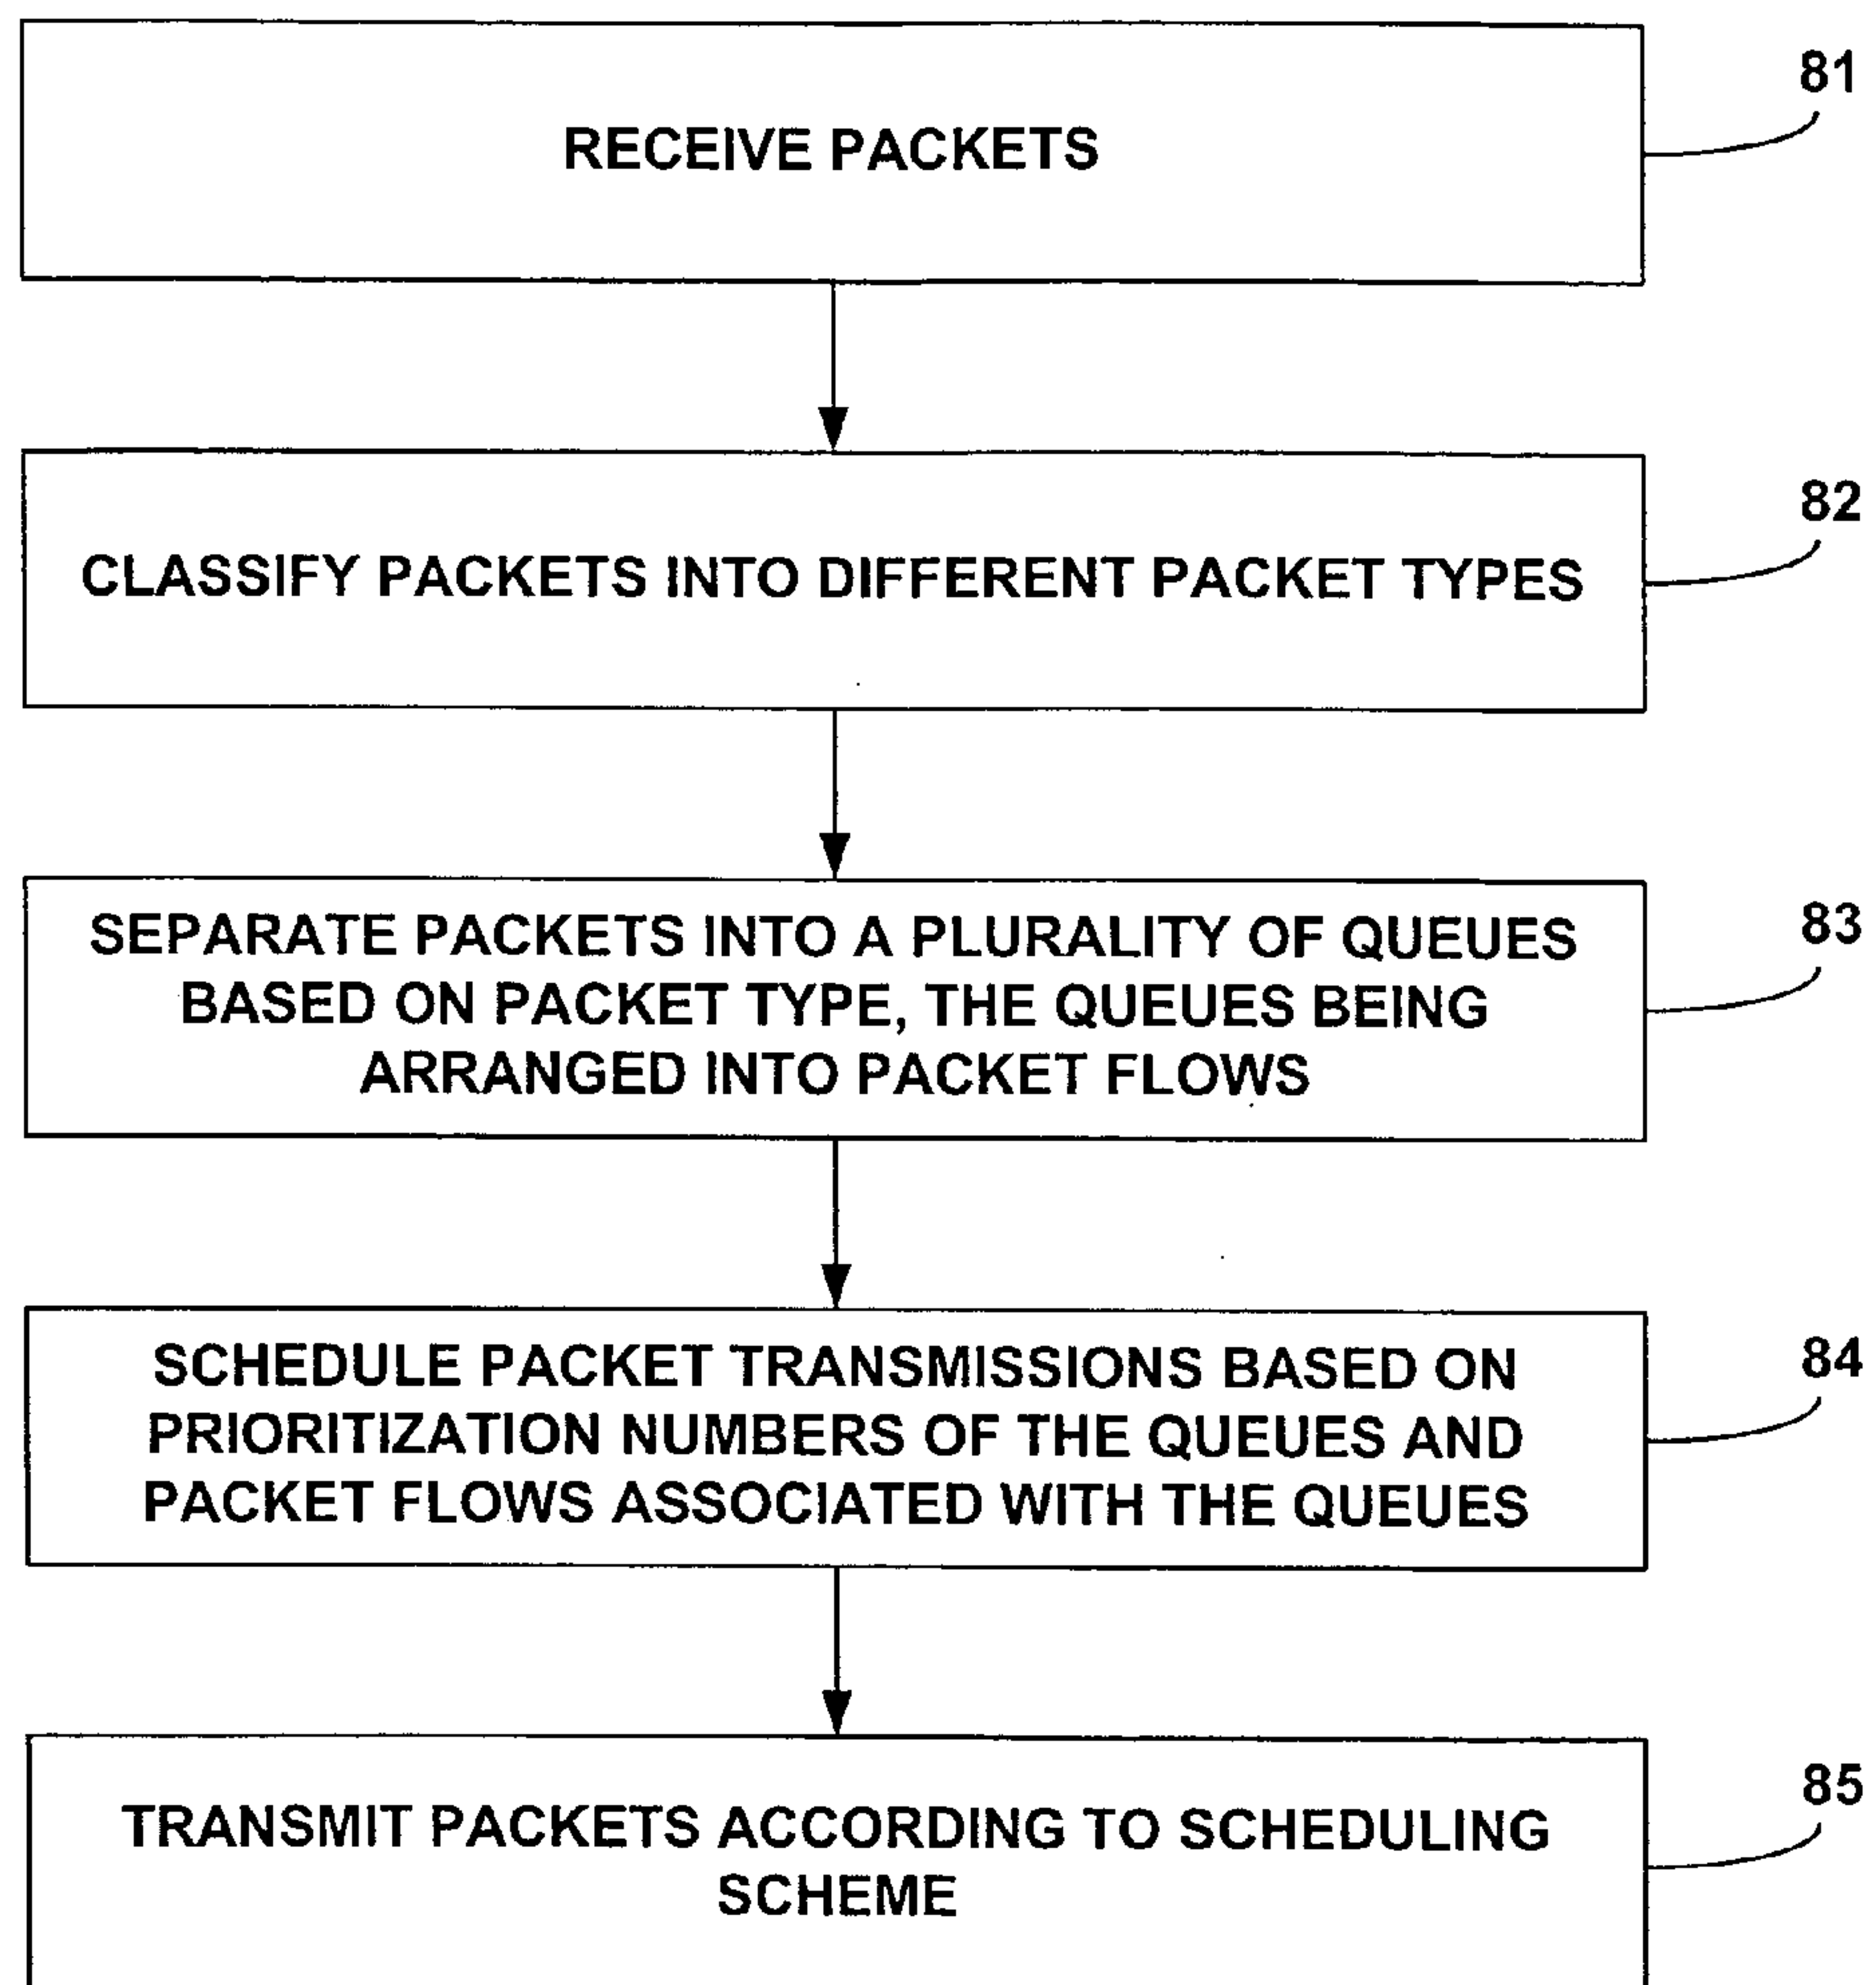 RECEIVE PACKETS
81
CLASSIFY PACKETS INTO DIFFERENT PACKET TYPES
82
SEPARATE PACKETS INTO A PLURALITY OF QUEUES
BASED ON PACKET TYPE, THE QUEUES BEING
ARRANGED INTO PACKET FLOWS
83
SCHEDULE PACKET TRANSMISSIONS BASED ON
PRIORITIZATION NUMBERS OF THE QUEUES AND
PACKET FLOWS ASSOCIATED WITH THE QUEUES
84
TRANSMIT PACKETS ACCORDING TO SCHEDULING
SCHEME
85